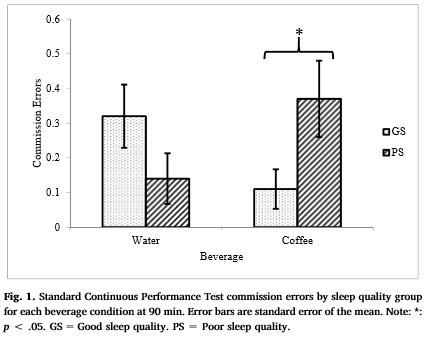 0.6
0.5
0.4
0.3
0.2
0.1
0
Commission Errors
*
Water
Coffee
Beverage
GS
PS
Fig. 1. Standard Continuous Performance Test commission errors by sleep quality group
for each beverage condition at 90 min. Error bars are standard error of the mean. Note: *:
p < .05. GS = Good sleep quality. PS = Poor sleep quality.